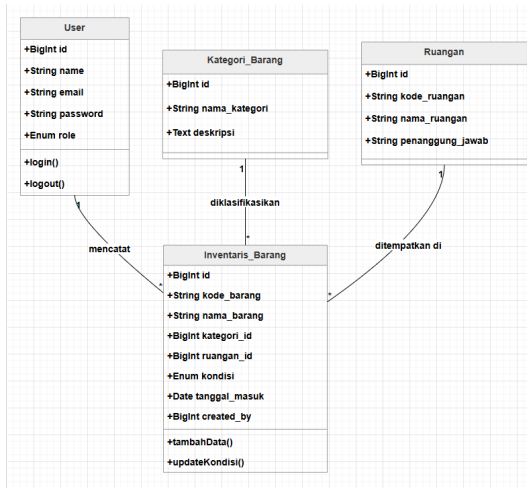 User
+BigInt id
+String name
+String email
+String password
+Enum role
+login()
+logout()
Kategori_Barang
+BigInt id
+String nama_kategori
+Text deskripsi
Ruangan
+BigInt id
+String kode_ruangan
+String nama_ruangan
+String penanggung_jawab
1
1
1
diklasifikasikan
mencatat
ditempatkan di
*
*
*
Inventaris_Barang
+BigInt id
+String kode_barang
+String nama_barang
+BigInt kategori_id
+BigInt ruangan_id
+Enum kondisi
+Date tanggal_masuk
+BigInt created_by
+tambahData()
+updateKondisi()